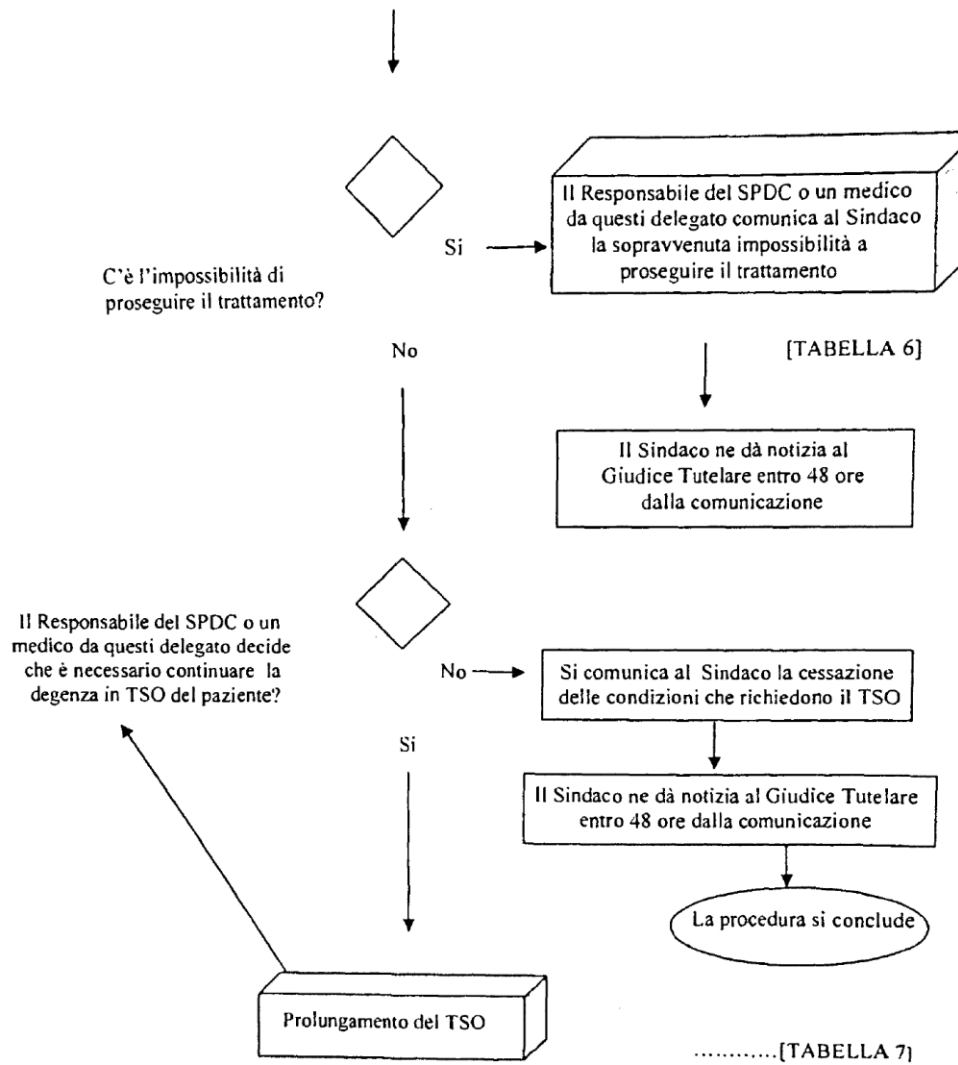 Il Responsabile del SPDC o un medico
da questi delegato comunica al Sindaco
la sopravvenuta impossibilità a
proseguire il trattamento
Si
C'è l'impossibilità di
proseguire il trattamento?
No
[TABELLA 6]
Il Sindaco ne dà notizia al
Giudice Tutelare entro 48 ore
dalla comunicazione
Il Responsabile del SPDC o un
medico da questi delegato decide
che è necessario continuare la
degenza in TSO del paziente?
No
Si comunica al Sindaco la cessazione
delle condizioni che richiedono il TSO
Si
Il Sindaco ne dà notizia al Giudice Tutelare
entro 48 ore dalla comunicazione
La procedura si conclude
Prolungamento del TSO
............[TABELLA 7]